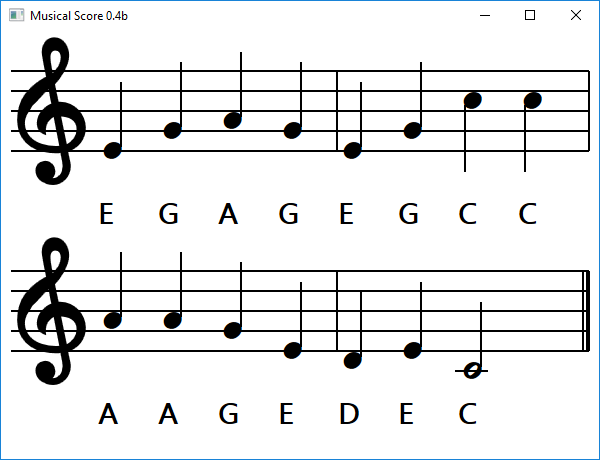 Musical Score 0.4b
E G A G E G C C
A A G E D E C